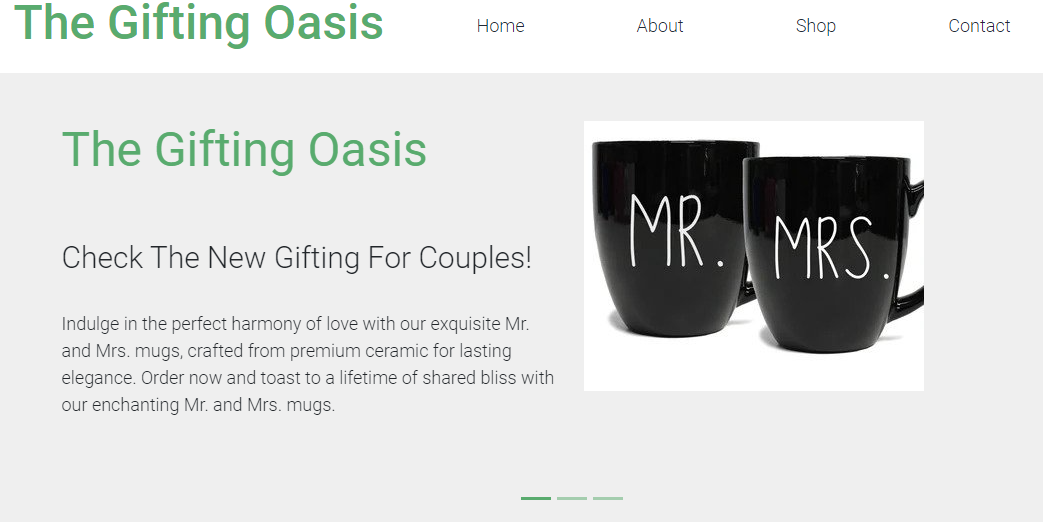 The Gifting Oasis
Home
About
Shop
Contact
The Gifting Oasis
Check The New Gifting For Couples!
Indulge in the perfect harmony of love with our exquisite Mr.
and Mrs. mugs, crafted from premium ceramic for lasting
elegance. Order now and toast to a lifetime of shared bliss with
our enchanting Mr. and Mrs. mugs.
MR.
MRS.